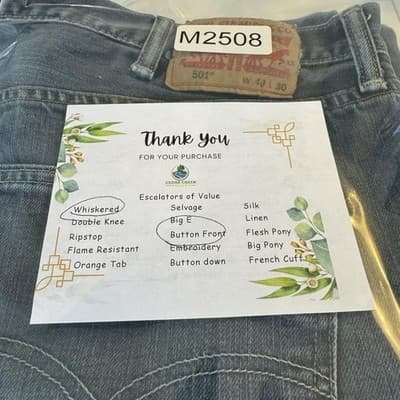 M2508
501
W 40 L 30
Thank You
FOR YOUR PURCHASE
Escalators of Value
Whiskered
Selvage
Silk
Double Knee
Big E
Linen
Ripstop
Button Front
Flesh Pony
Flame Resistant
Embroidery
Big Pony
Orange Tab
Button down
French Cuff